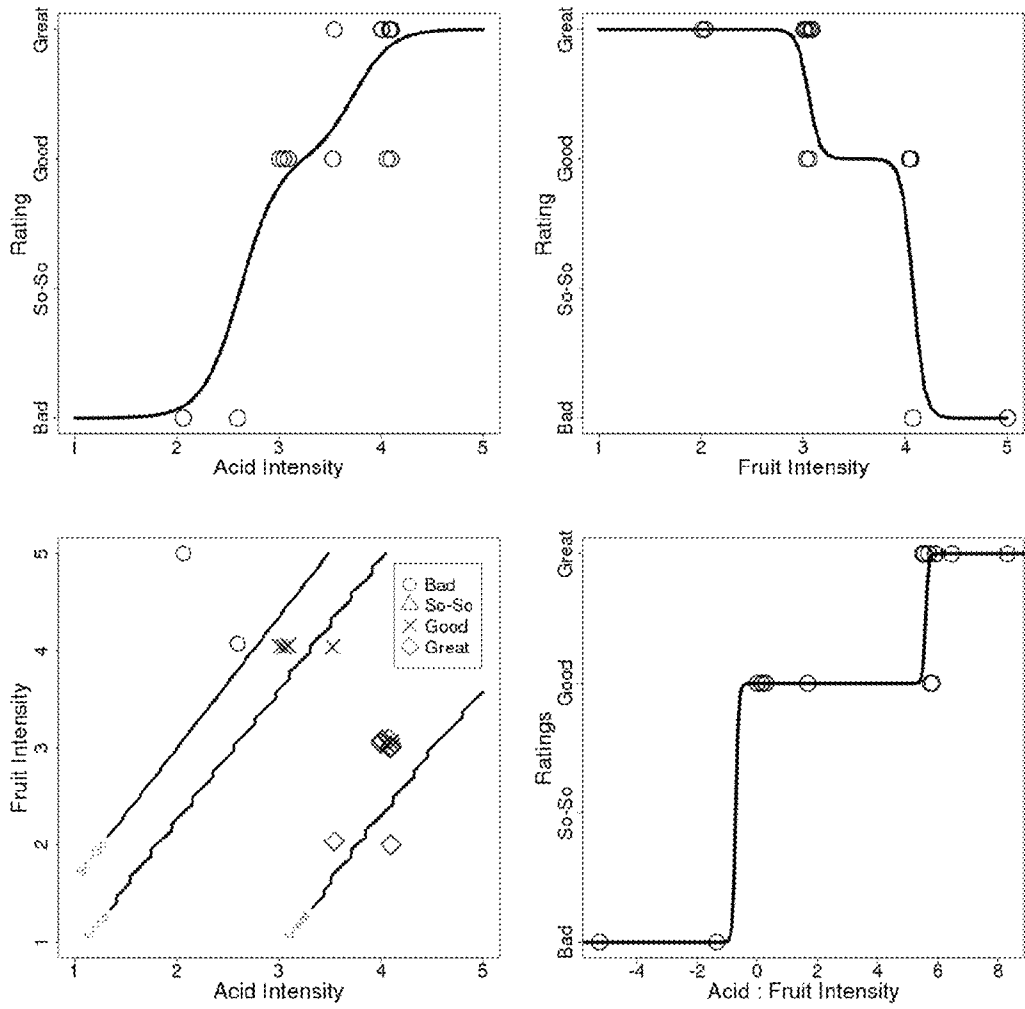 Great
Good
So-So
Bad
Rating
1 2 3 4 5
Acid Intensity
Great
Good
So-So
Bad
Rating
1 2 3 4 5
Fruit Intensity
5
4
3
2
1
Fruit Intensity
Bad
So-So
Good
Great
1 2 3 4 5
Acid Intensity
Great
Good
So-So
Bad
Ratings
-4 -2 0 2 4 6 8
Acid : Fruit Intensity